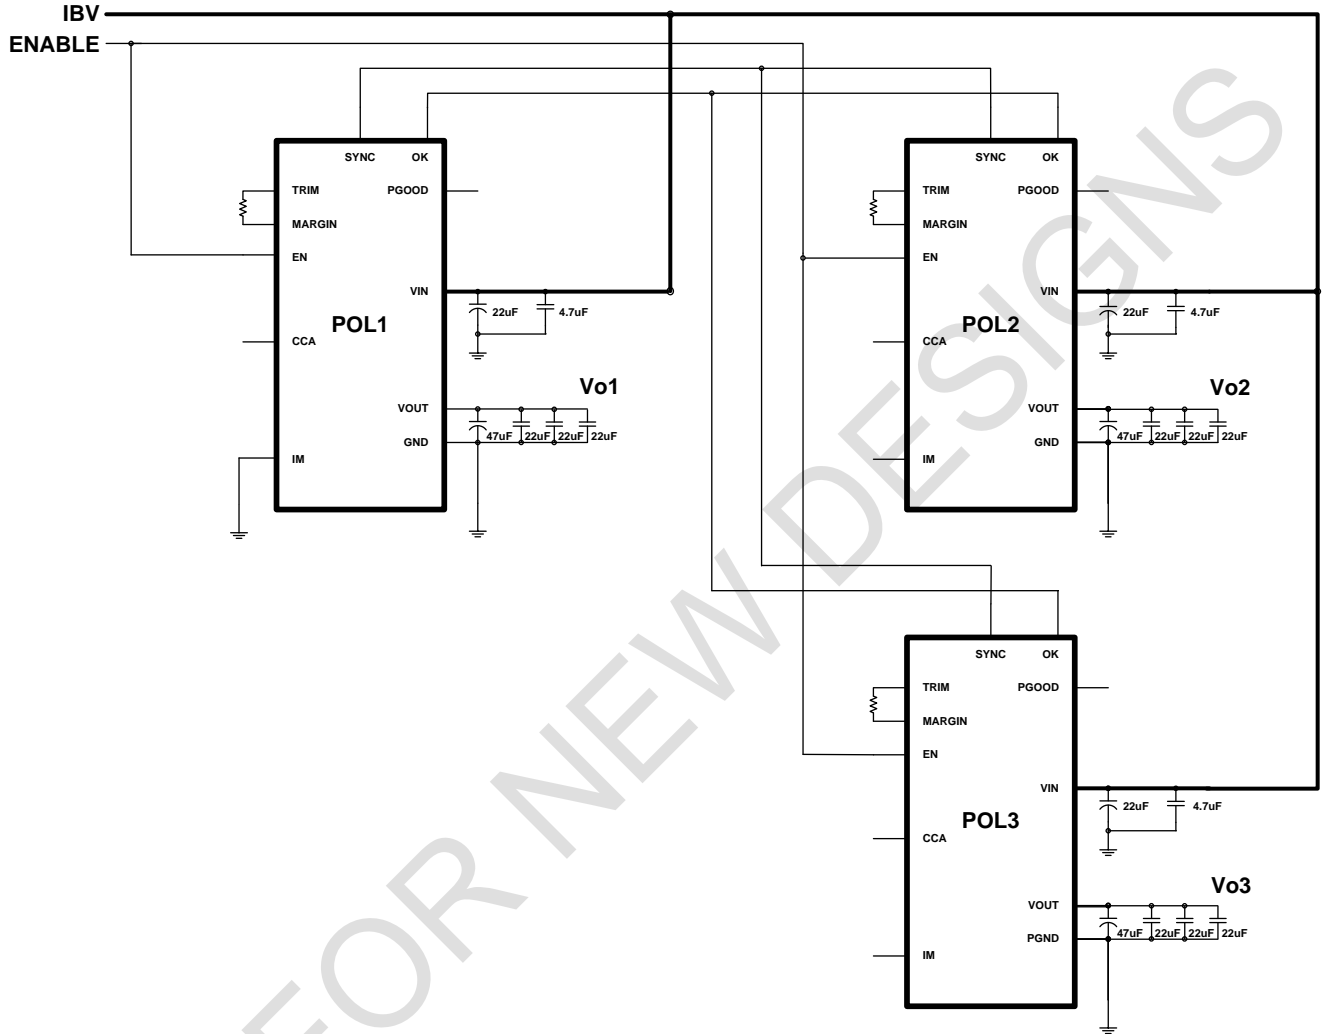 IBV
ENABLE
SYNC OK
TRIM PGOOD
MARGIN
EN
VIN
22uF 4.7uF
POL1
CCA
Vo1
VOUT
47uF 22uF 22uF 22uF
GND
IM
SYNC OK
TRIM PGOOD
MARGIN
EN
VIN
22uF 4.7uF
POL2
CCA
Vo2
VOUT
47uF 22uF 22uF 22uF
GND
IM
SYNC OK
TRIM PGOOD
MARGIN
EN
VIN
22uF 4.7uF
POL3
CCA
Vo3
VOUT
47uF 22uF 22uF 22uF
PGND
IM
FOR NEW DESIGNS